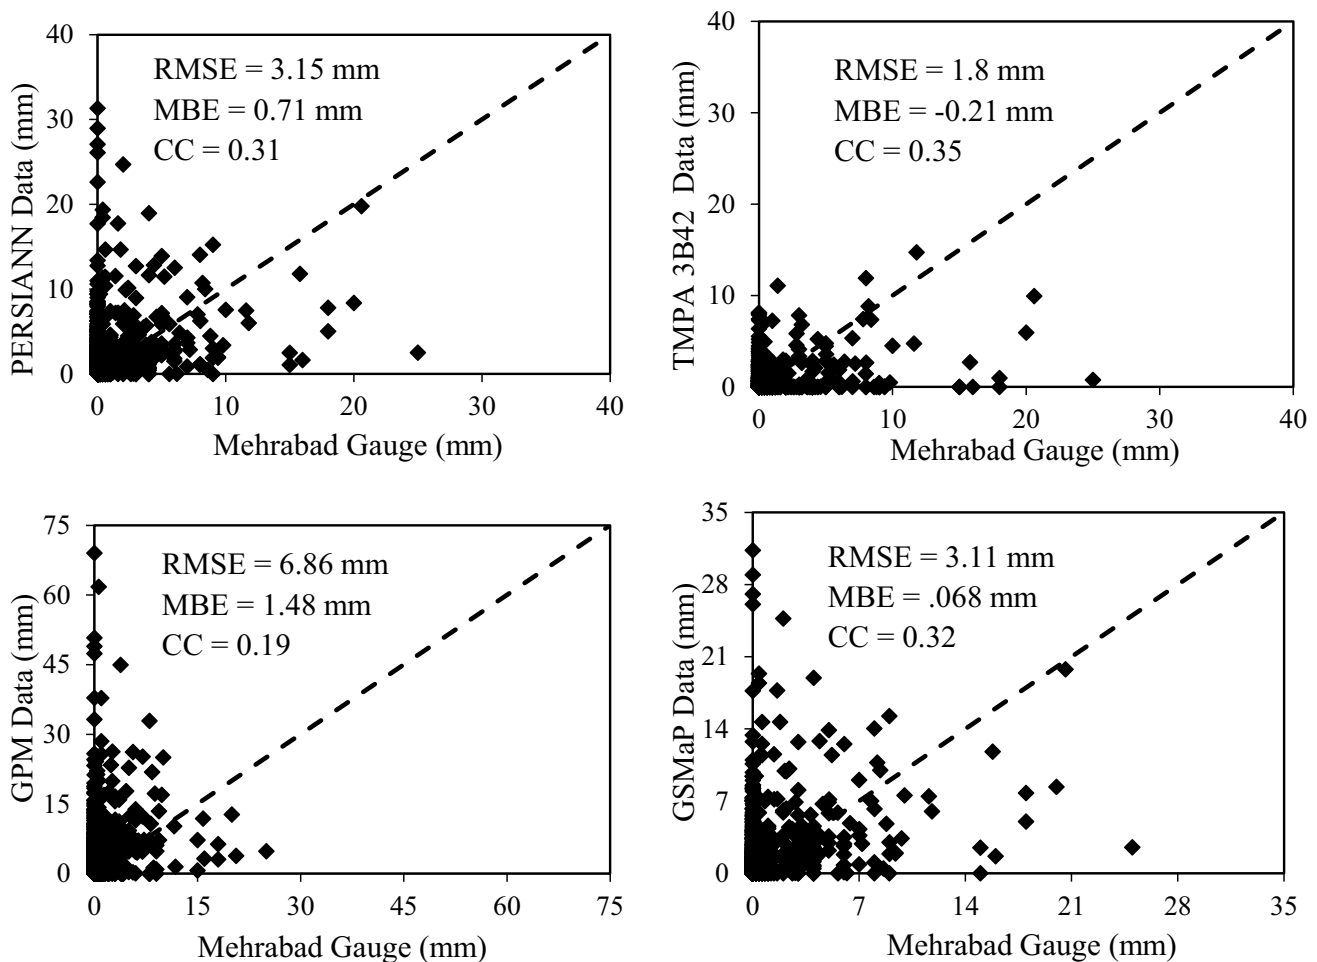 PERSIANN Data (mm)
40
30
20
10
0
RMSE = 3.15 mm
MBE = 0.71 mm
CC = 0.31
0 10 20 30 40
Mehrabad Gauge (mm)
TMPA 3B42 Data (mm)
40
30
20
10
0
RMSE = 1.8 mm
MBE = -0.21 mm
CC = 0.35
0 10 20 30 40
Mehrabad Gauge (mm)
GPM Data (mm)
75
60
45
30
15
0
RMSE = 6.86 mm
MBE = 1.48 mm
CC = 0.19
0 15 30 45 60 75
Mehrabad Gauge (mm)
GSMaP Data (mm)
35
28
21
14
7
0
RMSE = 3.11 mm
MBE = .068 mm
CC = 0.32
0 7 14 21 28 35
Mehrabad Gauge (mm)